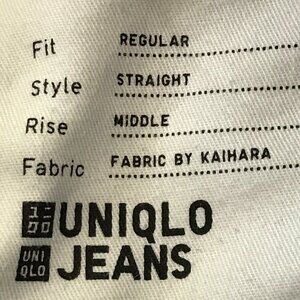 Fit REGULAR
Style STRAIGHT
Rise MIDDLE
Fabric FABRIC BY KAIHARA
ユニクロ UNIQLO
UNIQLO JEANS